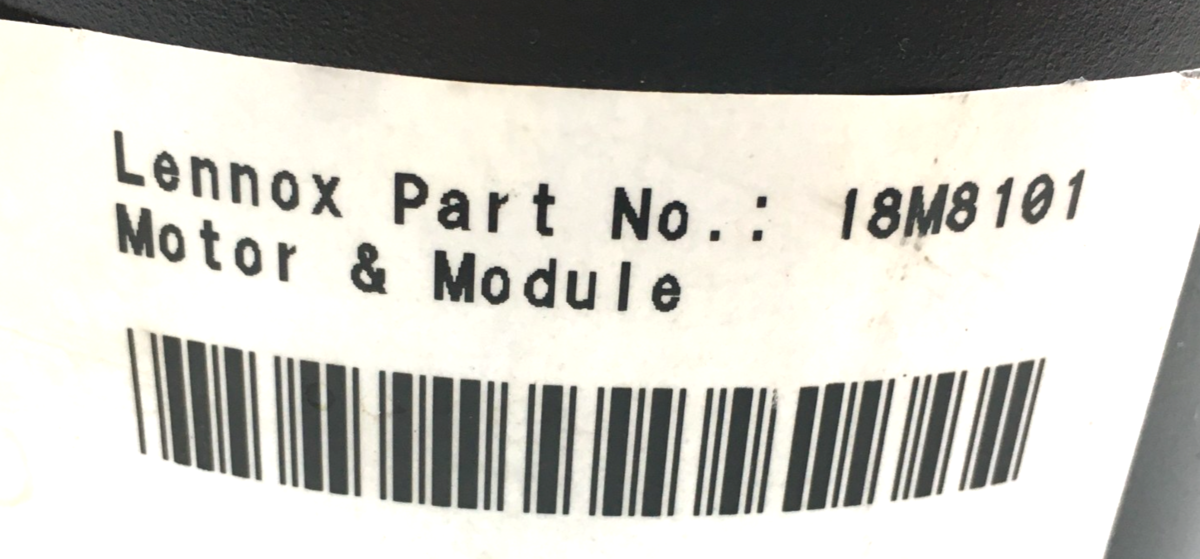 Lennox Part No.: 18M8101
Motor & Module